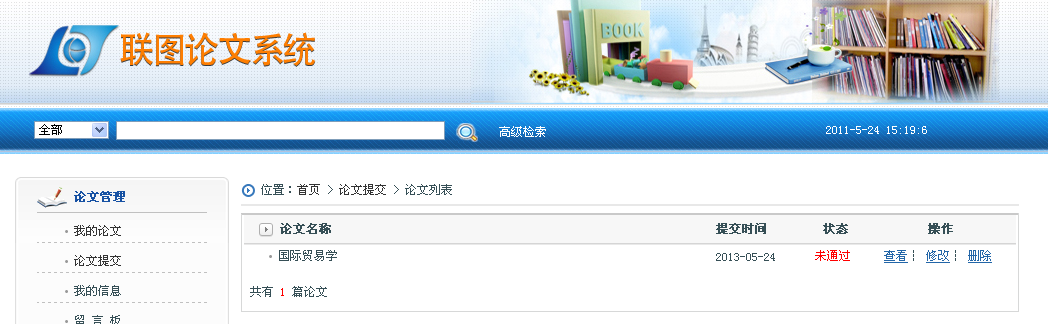 联图论文系统
BOOK
全部 高级检索 2011-5-24 15:19:6
论文管理
我的论文
论文提交
我的信息
留 言 板
位置：首页 > 论文提交 > 论文列表
论文名称 提交时间 状态 操作
国际贸易学 2013-05-24 未通过 查看┆ 修改┆ 删除
共有 1 篇论文